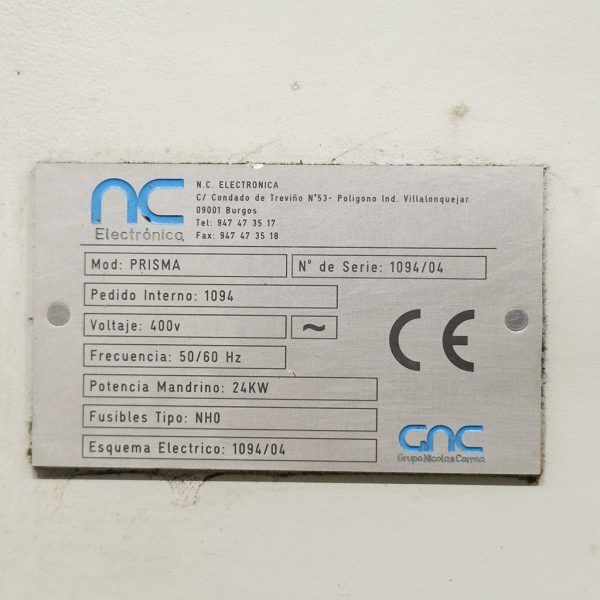 NC
Electrónica
N.C. ELECTRONICA
C/ Condado de Treviño N°53- Poligono Ind. Villalonquejar
09001 Burgos
Tel: 947 47 35 17
Fax: 947 47 35 18
Mod: PRISMA
N° de Serie: 1094/04
Pedido Interno: 1094
Voltaje: 400v
~
Frecuencia: 50/60 Hz
Potencia Mandrino: 24KW
Fusibles Tipo: NH0
Esquema Electrico: 1094/04
CE
GNC
Grupo Nicolas Correa